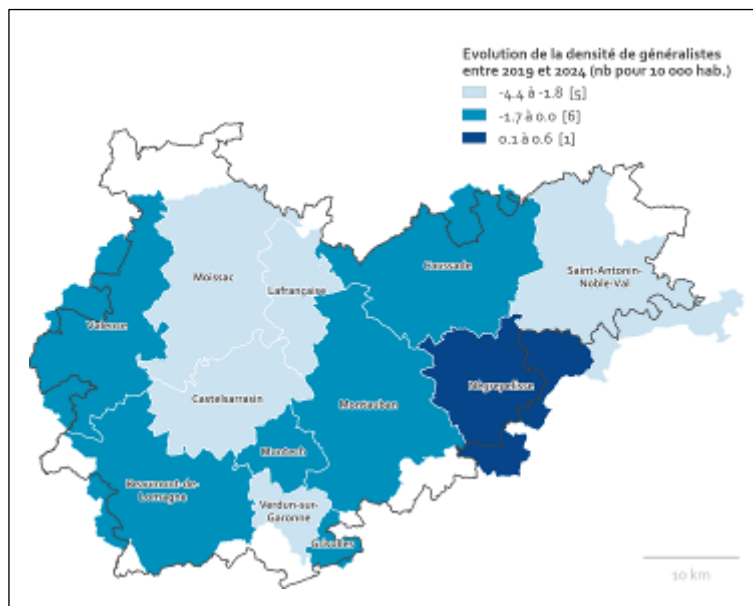 Evolution de la densité de généralistes
entre 2019 et 2024 (nb pour 10 000 hab.)
-4.4 à -1.8 [5]
-1.7 à 0.0 [6]
0.1 à 0.6 [1]
Moissac
Lafrançaise
Caussade
Saint-Antonin-
Noble-Val
Valence
Nègrepelisse
Castelsarrasin
Montauban
Montech
Beaumont-de-
Lomagne
Verdun-sur-
Garonne
Grisolles
10 km